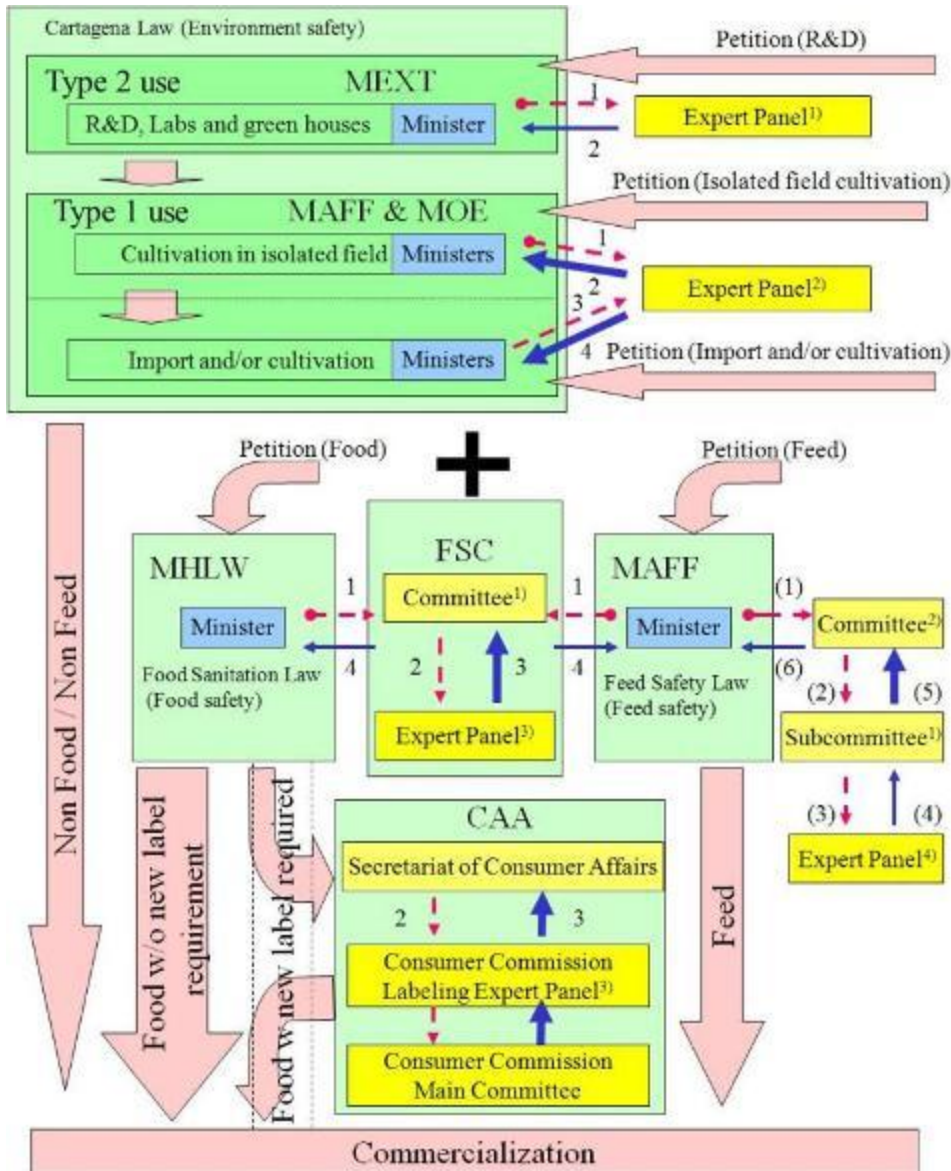 Cartagena Law (Environment safety)
Petition (R&D)
Type 2 use MEXT
1
R&D, Labs and green houses Minister
Expert Panel1)
2
Petition (Isolated field cultivation)
Type 1 use MAFF & MOE
1
Cultivation in isolated field Ministers
2
Expert Panel2)
3
Import and/or cultivation Ministers
4
Petition (Import and/or cultivation)
Petition (Food)
+
Petition (Feed)
MHLW
FSC
MAFF
1
Committee1)
1
(1)
Minister
Minister
Committee2)
4
2
3
4
(6)
Food Sanitation Law
(Food safety)
Feed Safety Law
(Feed safety)
(2)
(5)
Expert Panel3)
Subcommittee1)
(3)
(4)
Expert Panel4)
Non Food / Non Feed
Food w/o new label
requirement
Food w new label required
CAA
Secretariat of Consumer Affairs
2
3
Consumer Commission
Labeling Expert Panel3)
Consumer Commission
Main Committee
Feed
Commercialization